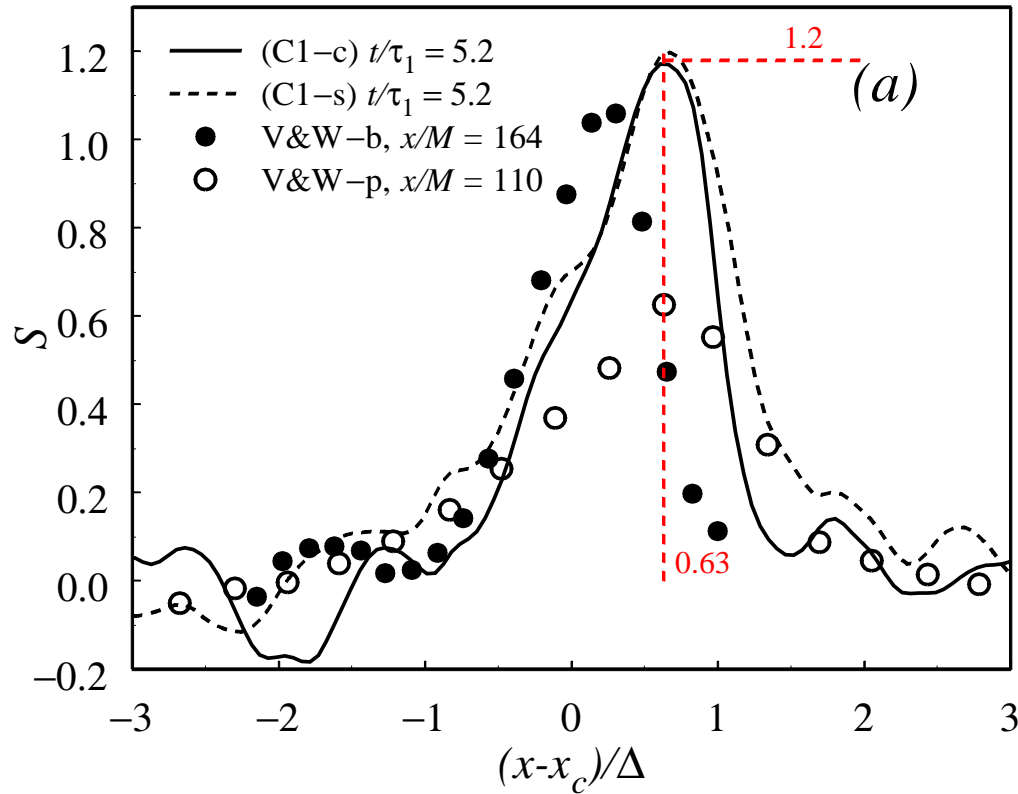 1.2
(C1−c) t/τ1 = 5.2
(C1−s) t/τ1 = 5.2
V&W−b, x/M = 164
V&W−p, x/M = 110
1.2
(a)
1.0
0.8
0.6
0.4
0.2
0.0
−0.2
S
0.63
−3
−2
−1
0
1
2
3
(x-xc)/Δ